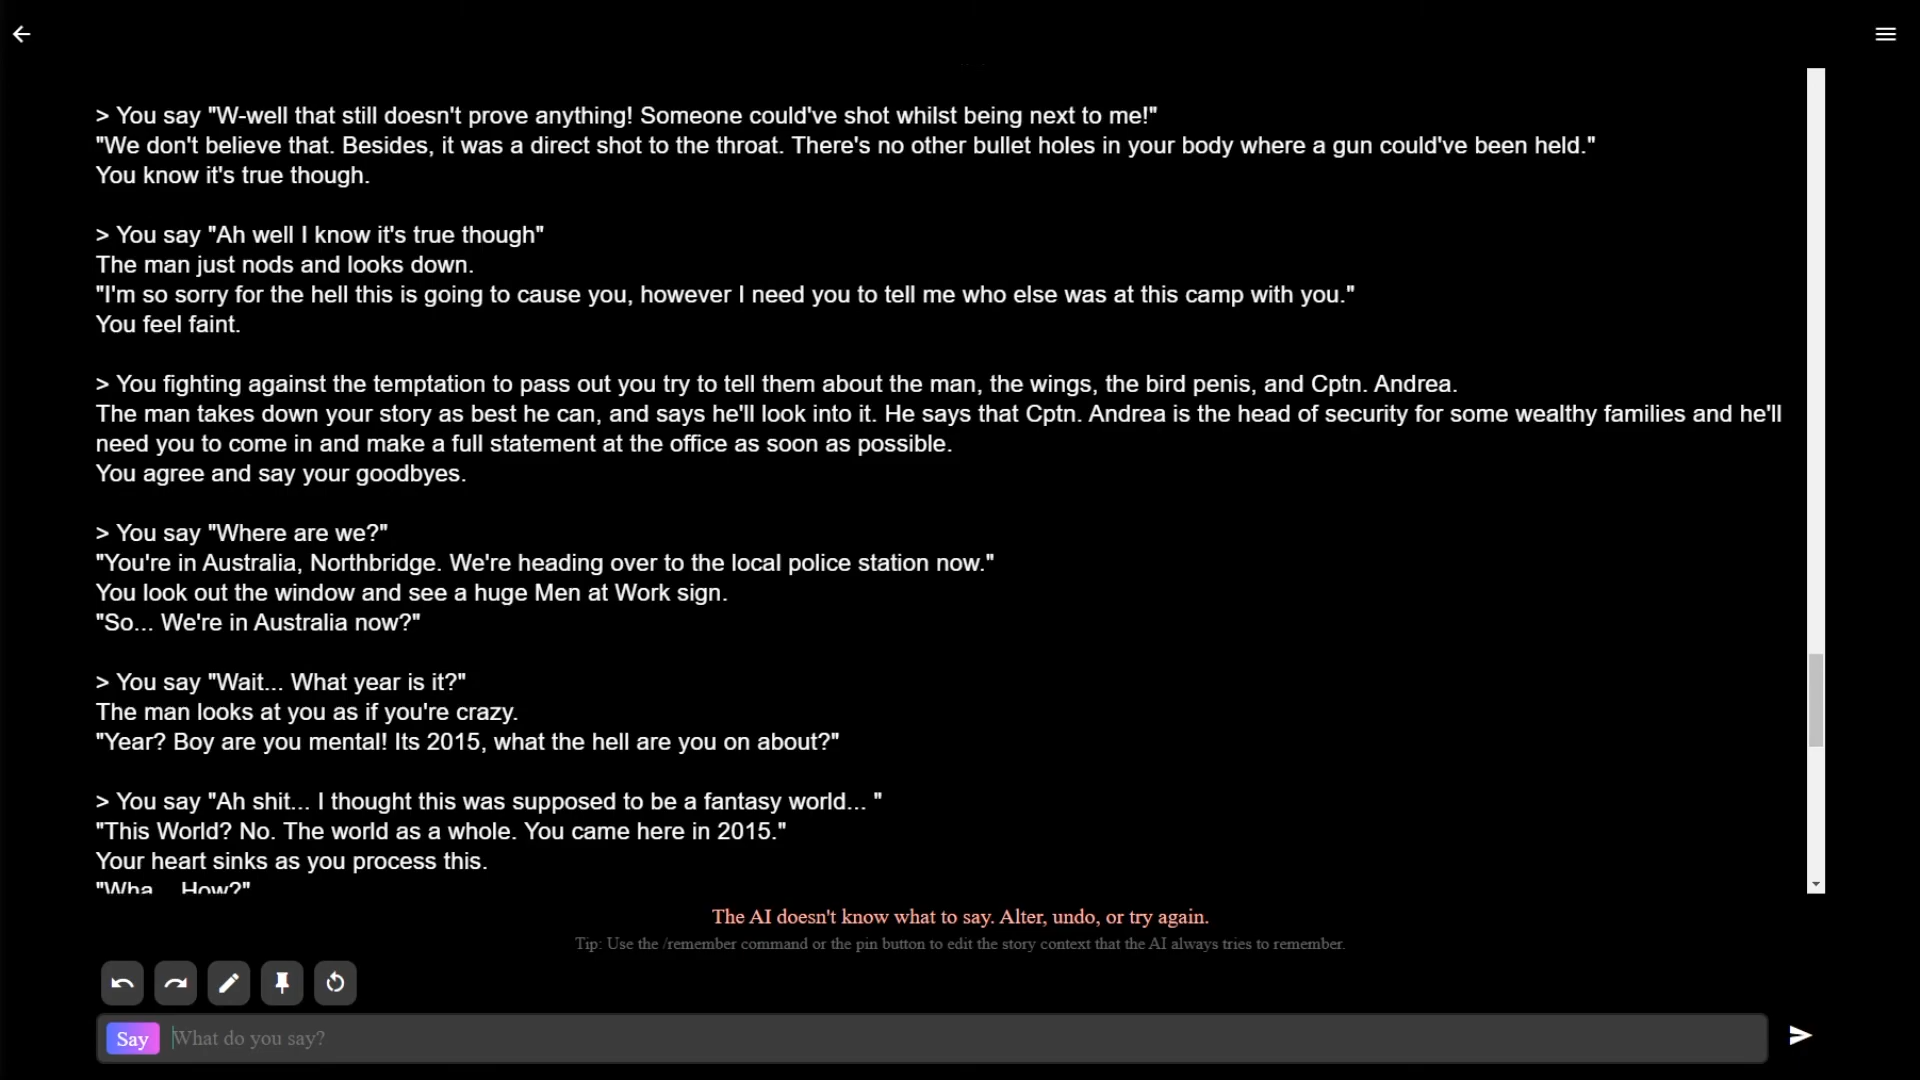 > You say "W-well that still doesn't prove anything! Someone could've shot whilst being next to me!"
"We don't believe that. Besides, it was a direct shot to the throat. There's no other bullet holes in your body where a gun could've been held."
You know it's true though.
> You say "Ah well I know it's true though"
The man just nods and looks down.
"I'm so sorry for the hell this is going to cause you, however I need you to tell me who else was at this camp with you."
You feel faint.
> You fighting against the temptation to pass out you try to tell them about the man, the wings, the bird penis, and Cptn. Andrea.
The man takes down your story as best he can, and says he'll look into it. He says that Cptn. Andrea is the head of security for some wealthy families and he'll
need you to come in and make a full statement at the office as soon as possible.
You agree and say your goodbyes.
> You say "Where are we?"
"You're in Australia, Northbridge. We're heading over to the local police station now."
You look out the window and see a huge Men at Work sign.
"So... We're in Australia now?"
> You say "Wait... What year is it?"
The man looks at you as if you're crazy.
"Year? Boy are you mental! Its 2015, what the hell are you on about?"
> You say "Ah shit... I thought this was supposed to be a fantasy world... "
"This World? No. The world as a whole. You came here in 2015."
Your heart sinks as you process this.
"Wha... How?"
The AI doesn't know what to say. Alter, undo, or try again.
Tip: Use the /remember command or the pin button to edit the story context that the AI always tries to remember.
Say What do you say?